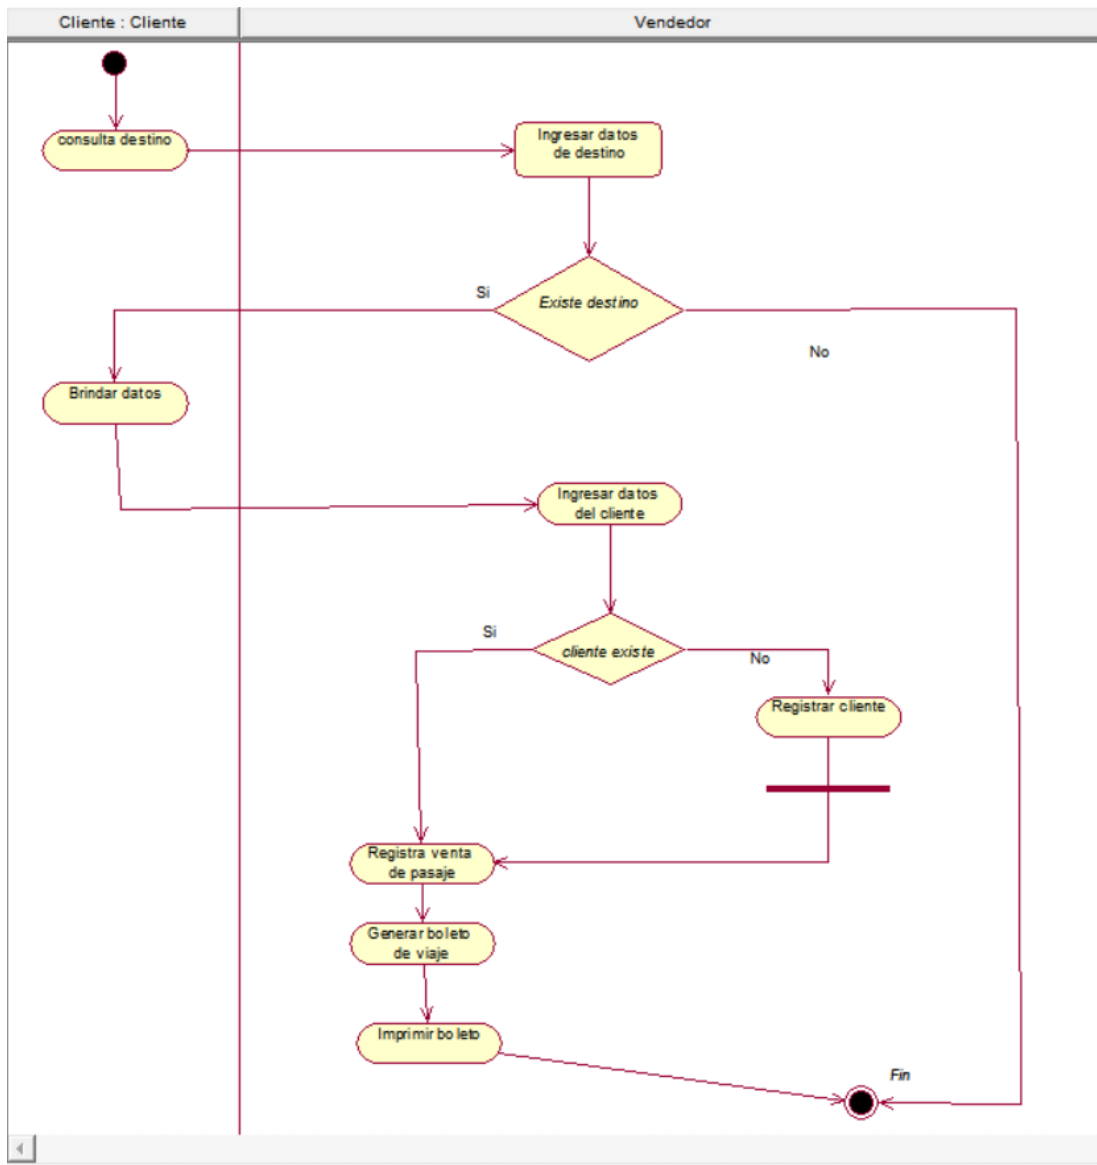 Cliente : Cliente
Vendedor
consulta destino
Ingresar datos
de destino
Si
Existe destino
No
Brindar datos
Ingresar datos
del cliente
Si
cliente existe
No
Registrar cliente
Registra venta
de pasaje
Generar boleto
de viaje
Imprimir boleto
Fin